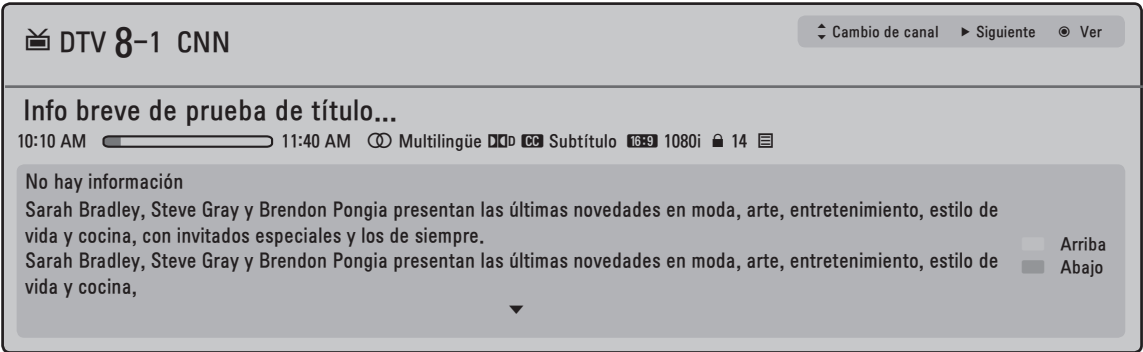 DTV 8-1 CNN
Cambio de canal Siguiente Ver
Info breve de prueba de título...
10:10 AM 11:40 AM Multilingüe DD D CC Subtítulo 16:9 1080i 14
No hay información
Sarah Bradley, Steve Gray y Brendon Pongia presentan las últimas novedades en moda, arte, entretenimiento, estilo de
vida y cocina, con invitados especiales y los de siempre.
Sarah Bradley, Steve Gray y Brendon Pongia presentan las últimas novedades en moda, arte, entretenimiento, estilo de
vida y cocina,
Arriba
Abajo